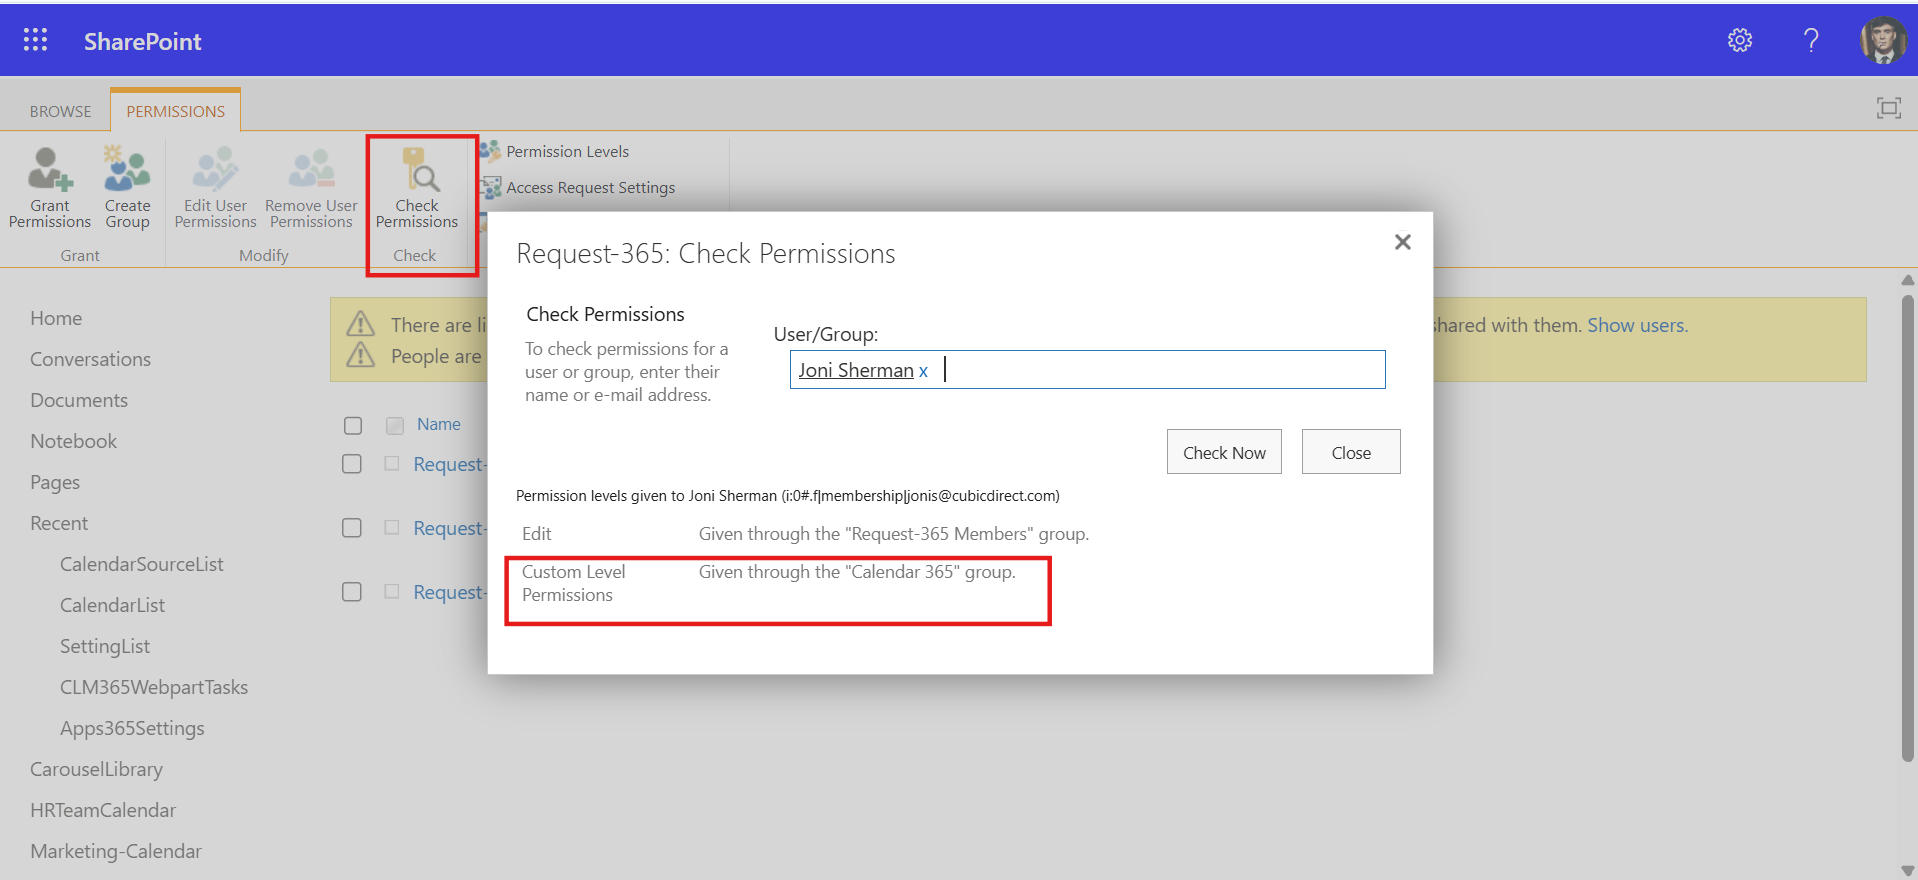 SharePoint
?
BROWSE
PERMISSIONS
Grant
Permissions
Create
Group
Edit User
Permissions
Remove User
Permissions
Check
Permissions
Permission Levels
Access Request Settings
Grant
Modify
Check
Home
Conversations
Documents
Notebook
Pages
Recent
CalendarSourceList
CalendarList
SettingList
CLM365WebpartTasks
Apps365Settings
CarouselLibrary
HRTeamCalendar
Marketing-Calendar
There are li
shared with them. Show users.
People are
Name
Request-
Request-
Request-
Request-365: Check Permissions
Check Permissions
To check permissions for a
user or group, enter their
name or e-mail address.
User/Group:
Joni Sherman x
Check Now
Close
Permission levels given to Joni Sherman (i:0#.f|membership|jonis@cubicdirect.com)
Edit Given through the "Request-365 Members" group.
Custom Level Given through the "Calendar 365" group.
Permissions